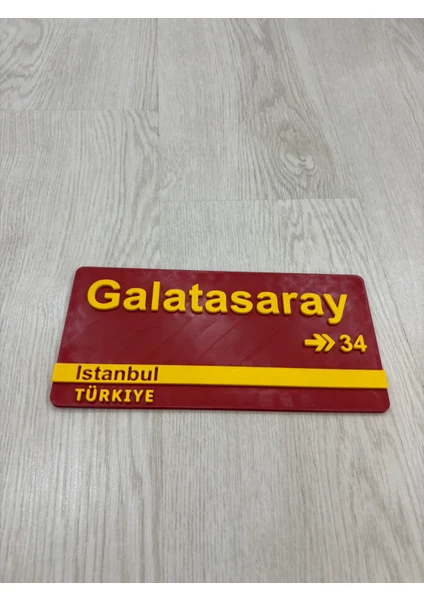 Galatasaray
34
Istanbul
TÜRKIYE